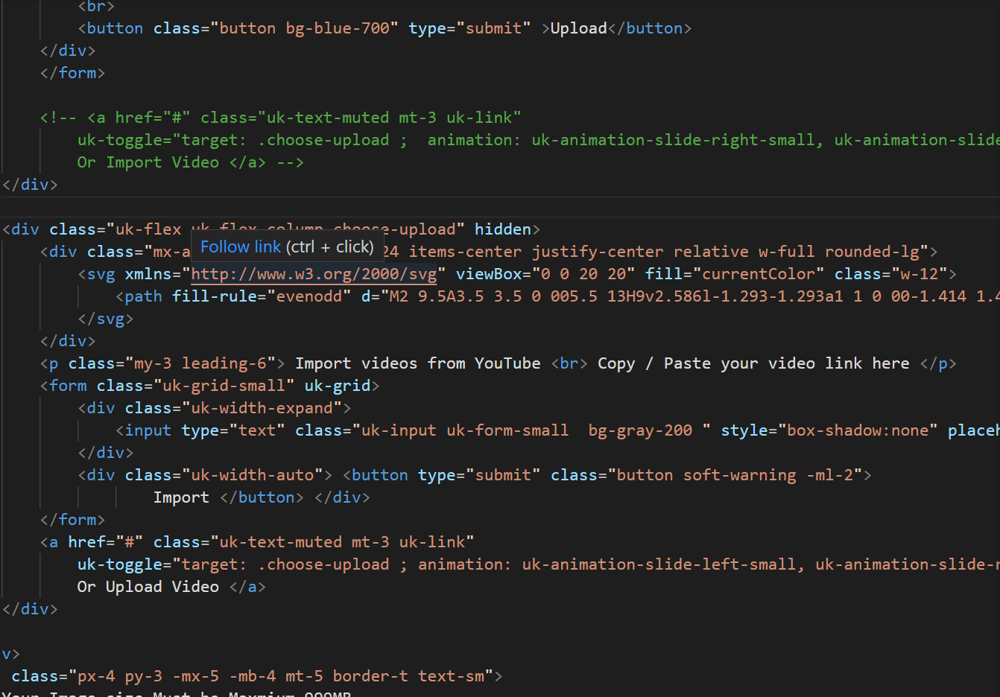 <br>
<button class="button bg-blue-700" type="submit" >Upload</button>
</div>
</form>
<!-- <a href="#" class="uk-text-muted mt-3 uk-link"
uk-toggle="target: .choose-upload ;  animation: uk-animation-slide-right-small, uk-animation-slide
Or Import Video </a> -->
</div>
<div class="uk-flex uk-flex-column choose-upload" hidden>
Follow link (ctrl + click)
<div class="mx-a 24 items-center justify-center relative w-full rounded-lg">
<svg xmlns="http://www.w3.org/2000/svg" viewBox="0 0 20 20" fill="currentColor" class="w-12">
<path fill-rule="evenodd" d="M2 9.5A3.5 3.5 0 005.5 13H9v2.586l-1.293-1.293a1 1 0 00-1.414 1.4
</svg>
</div>
<p class="my-3 leading-6"> Import videos from YouTube <br> Copy / Paste your video link here </p>
<form class="uk-grid-small" uk-grid>
<div class="uk-width-expand">
<input type="text" class="uk-input uk-form-small  bg-gray-200 " style="box-shadow:none" placeh
</div>
<div class="uk-width-auto"> <button type="submit" class="button soft-warning -ml-2">
Import </button> </div>
</form>
<a href="#" class="uk-text-muted mt-3 uk-link"
uk-toggle="target: .choose-upload ; animation: uk-animation-slide-left-small, uk-animation-slide-r
Or Upload Video </a>
</div>
v>
class="px-4 py-3 -mx-5 -mb-4 mt-5 border-t text-sm">
Your Image size Must be Maxmium 999MB